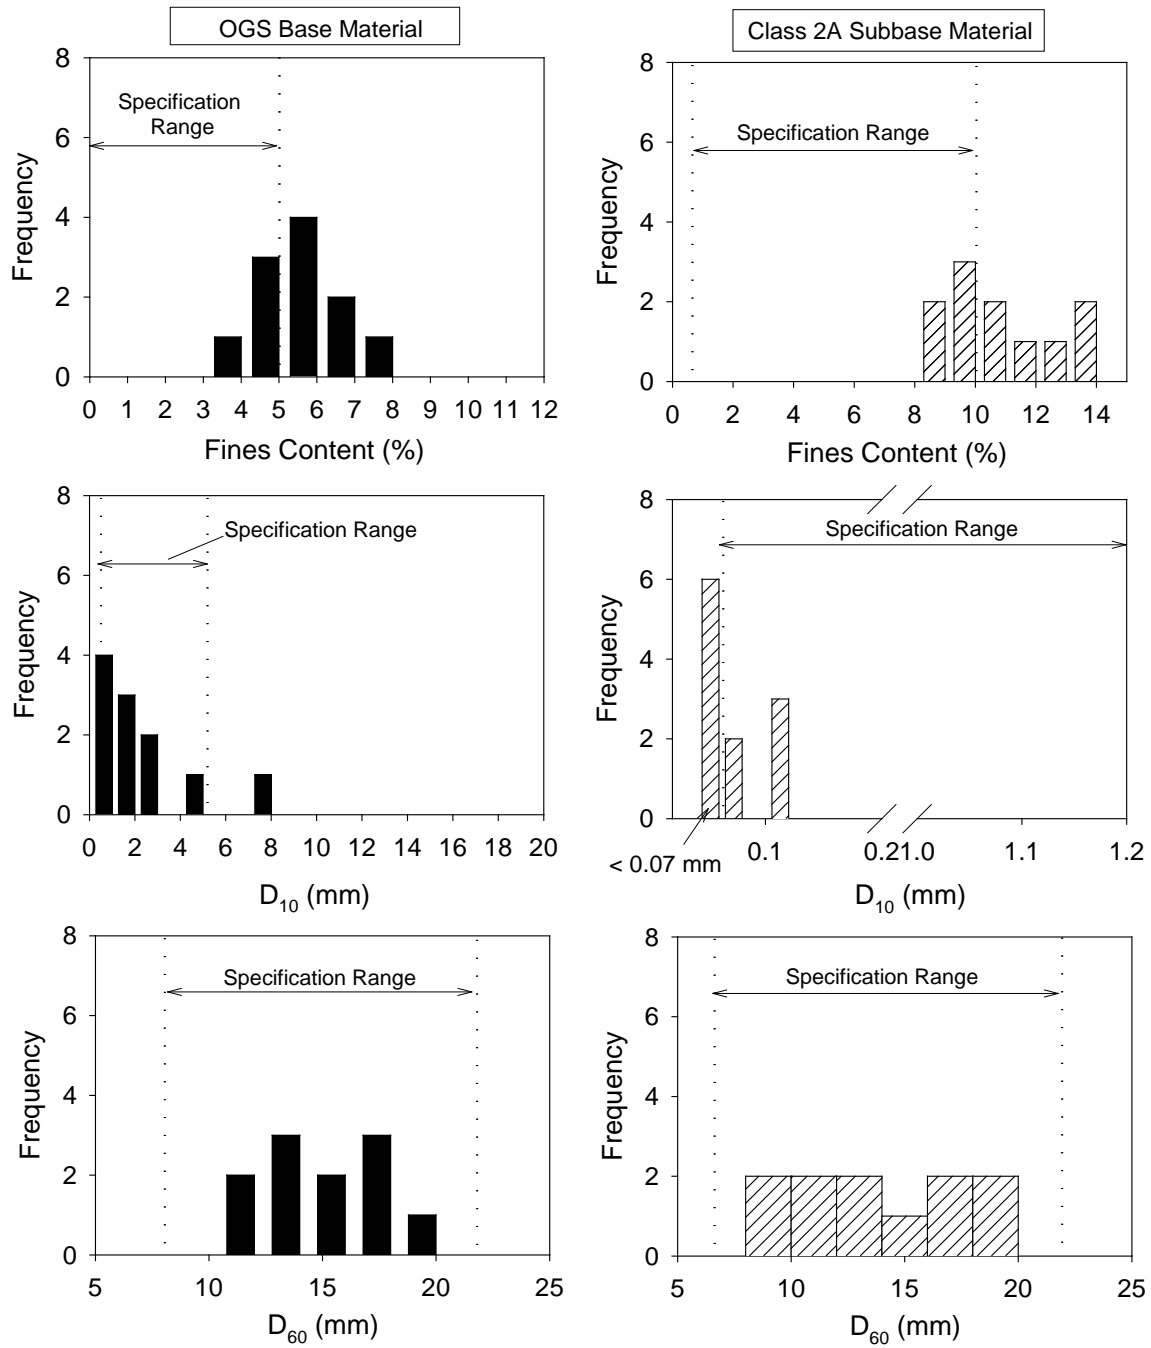 OGS Base Material
Class 2A Subbase Material
8
6
4
2
0
Frequency
Specification
Range
0 1 2 3 4 5 6 7 8 9 10 11 12
Fines Content (%)
8
6
4
2
0
Frequency
Specification Range
0 2 4 6 8 10 12 14
Fines Content (%)
8
6
4
2
0
Frequency
Specification Range
0 2 4 6 8 10 12 14 16 18 20
D10 (mm)
8
6
4
2
0
Frequency
Specification Range
< 0.07 mm
0.1 0.21.0 1.1 1.2
D10 (mm)
8
6
4
2
0
Frequency
Specification Range
5 10 15 20 25
D60 (mm)
8
6
4
2
0
Frequency
Specification Range
5 10 15 20 25
D60 (mm)